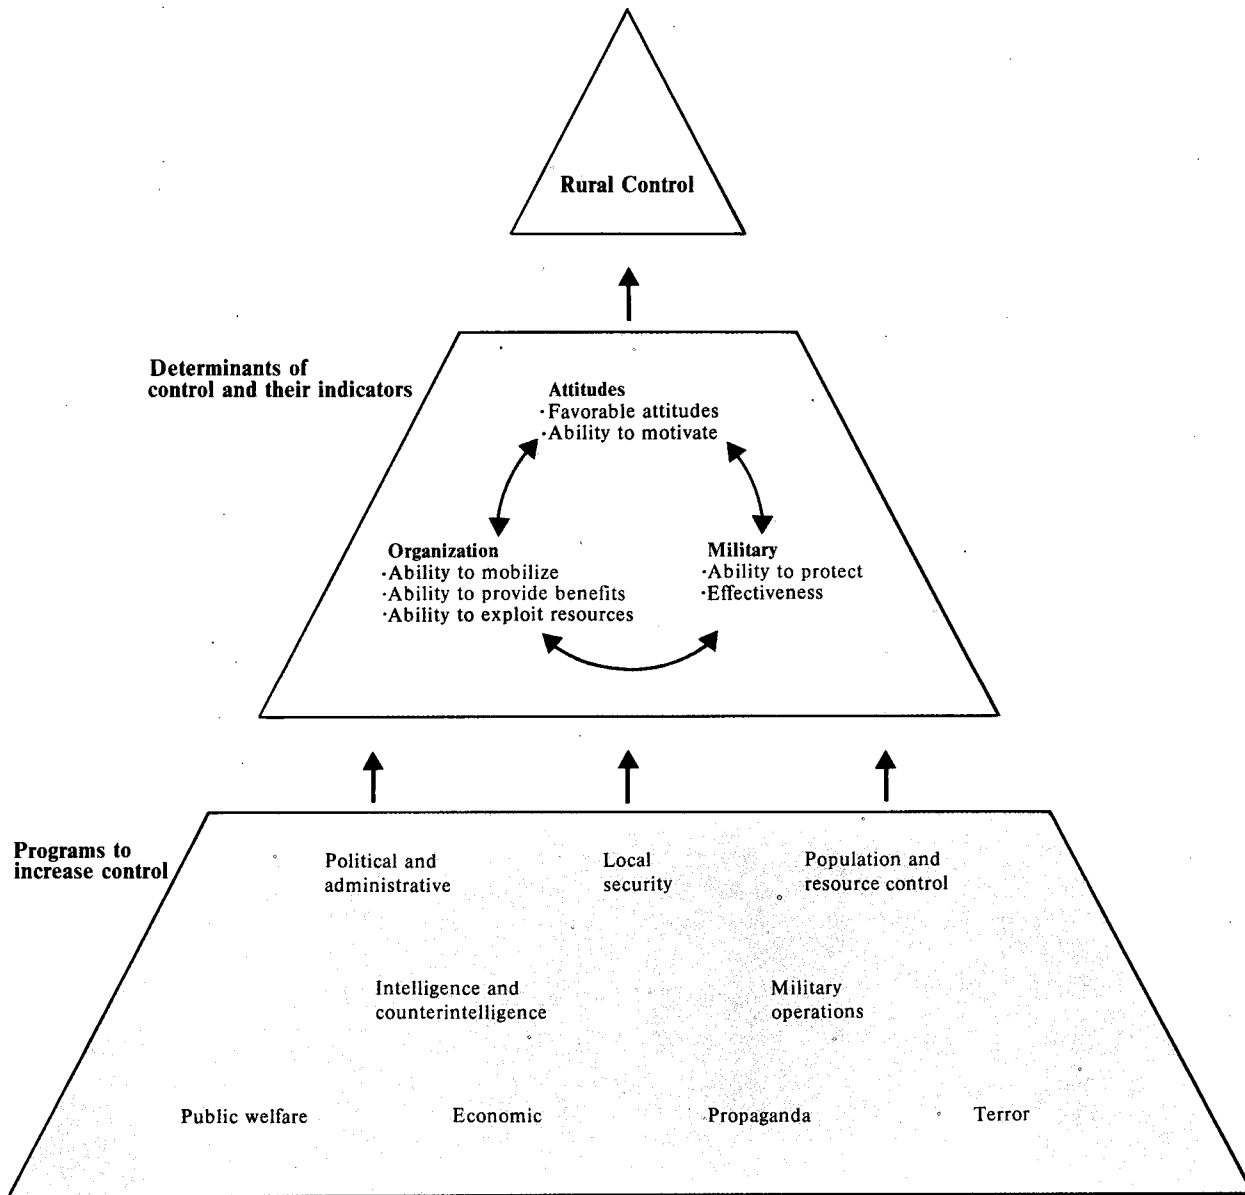 Rural Control
Determinants of
control and their indicators
Attitudes
·Favorable attitudes
·Ability to motivate
Organization
·Ability to mobilize
·Ability to provide benefits
·Ability to exploit resources
Military
·Ability to protect
·Effectiveness
Programs to
increase control
Political and
administrative
Local
security
Population and
resource control
Intelligence and
counterintelligence
Military
operations
Public welfare
Economic
Propaganda
Terror